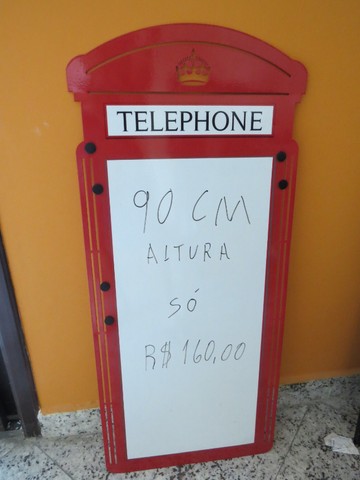 TELEPHONE
90 CM
ALTURA
SÓ
R$ 160,00